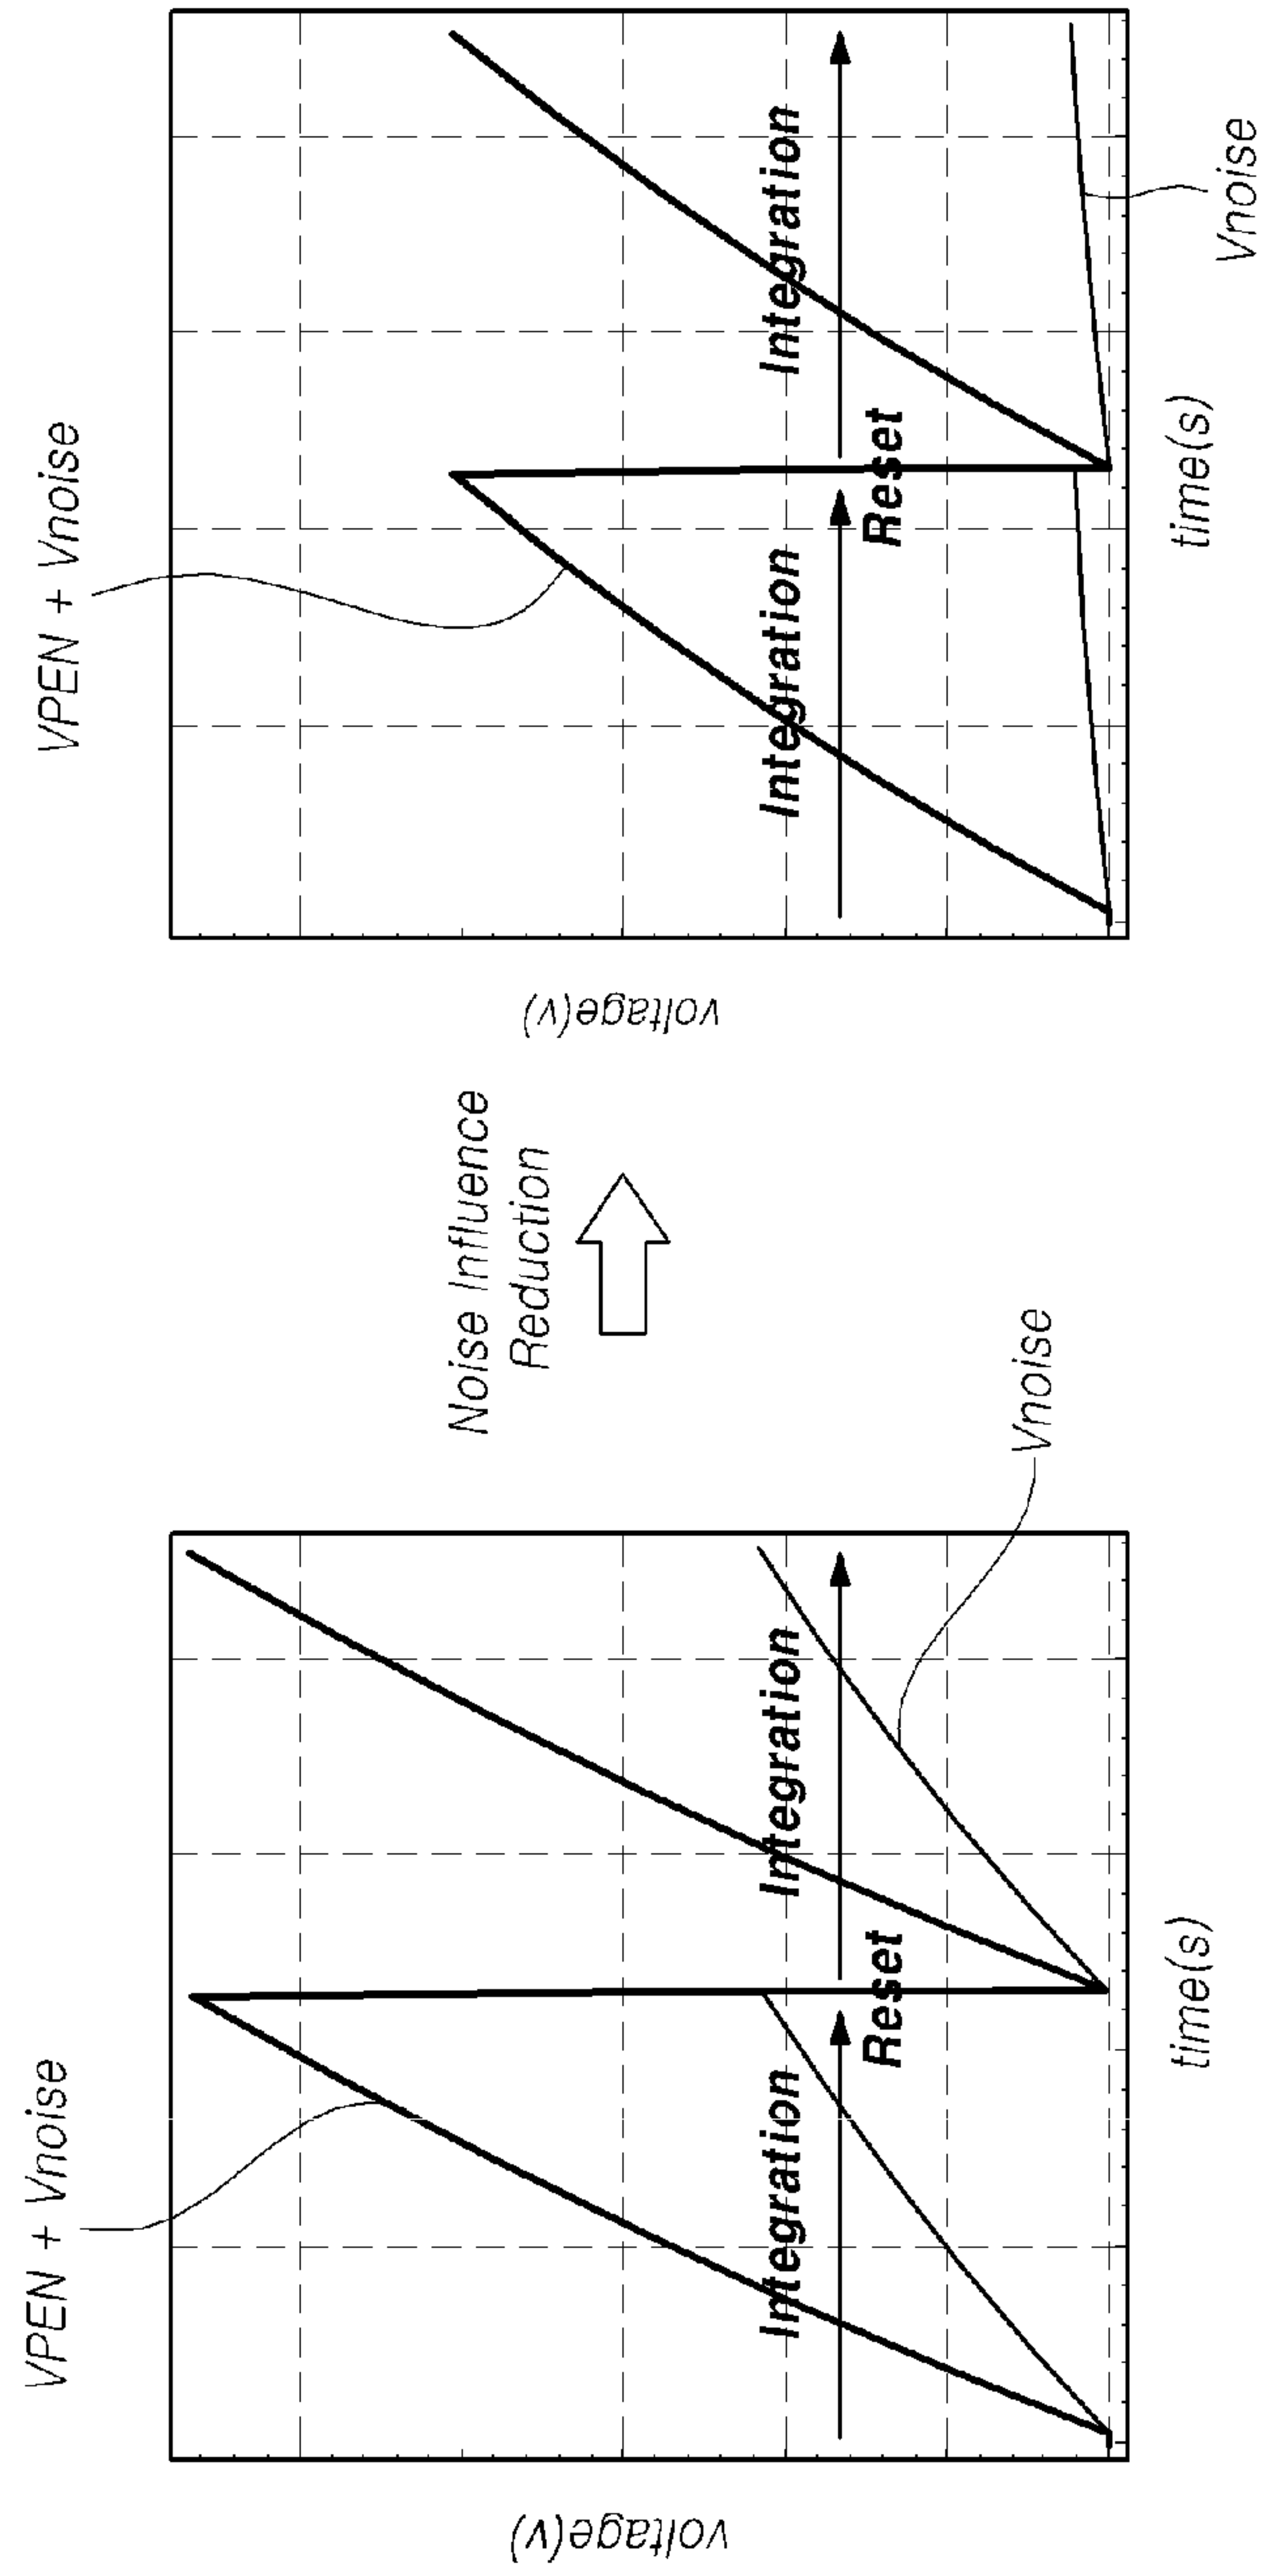 VPEN + Vnoise
voltage(v)
Integration
Integration
Reset
Vnoise
time(s)
Noise Influence
Reduction
VPEN + Vnoise
voltage(v)
Integration
Integration
Reset
Vnoise
time(s)